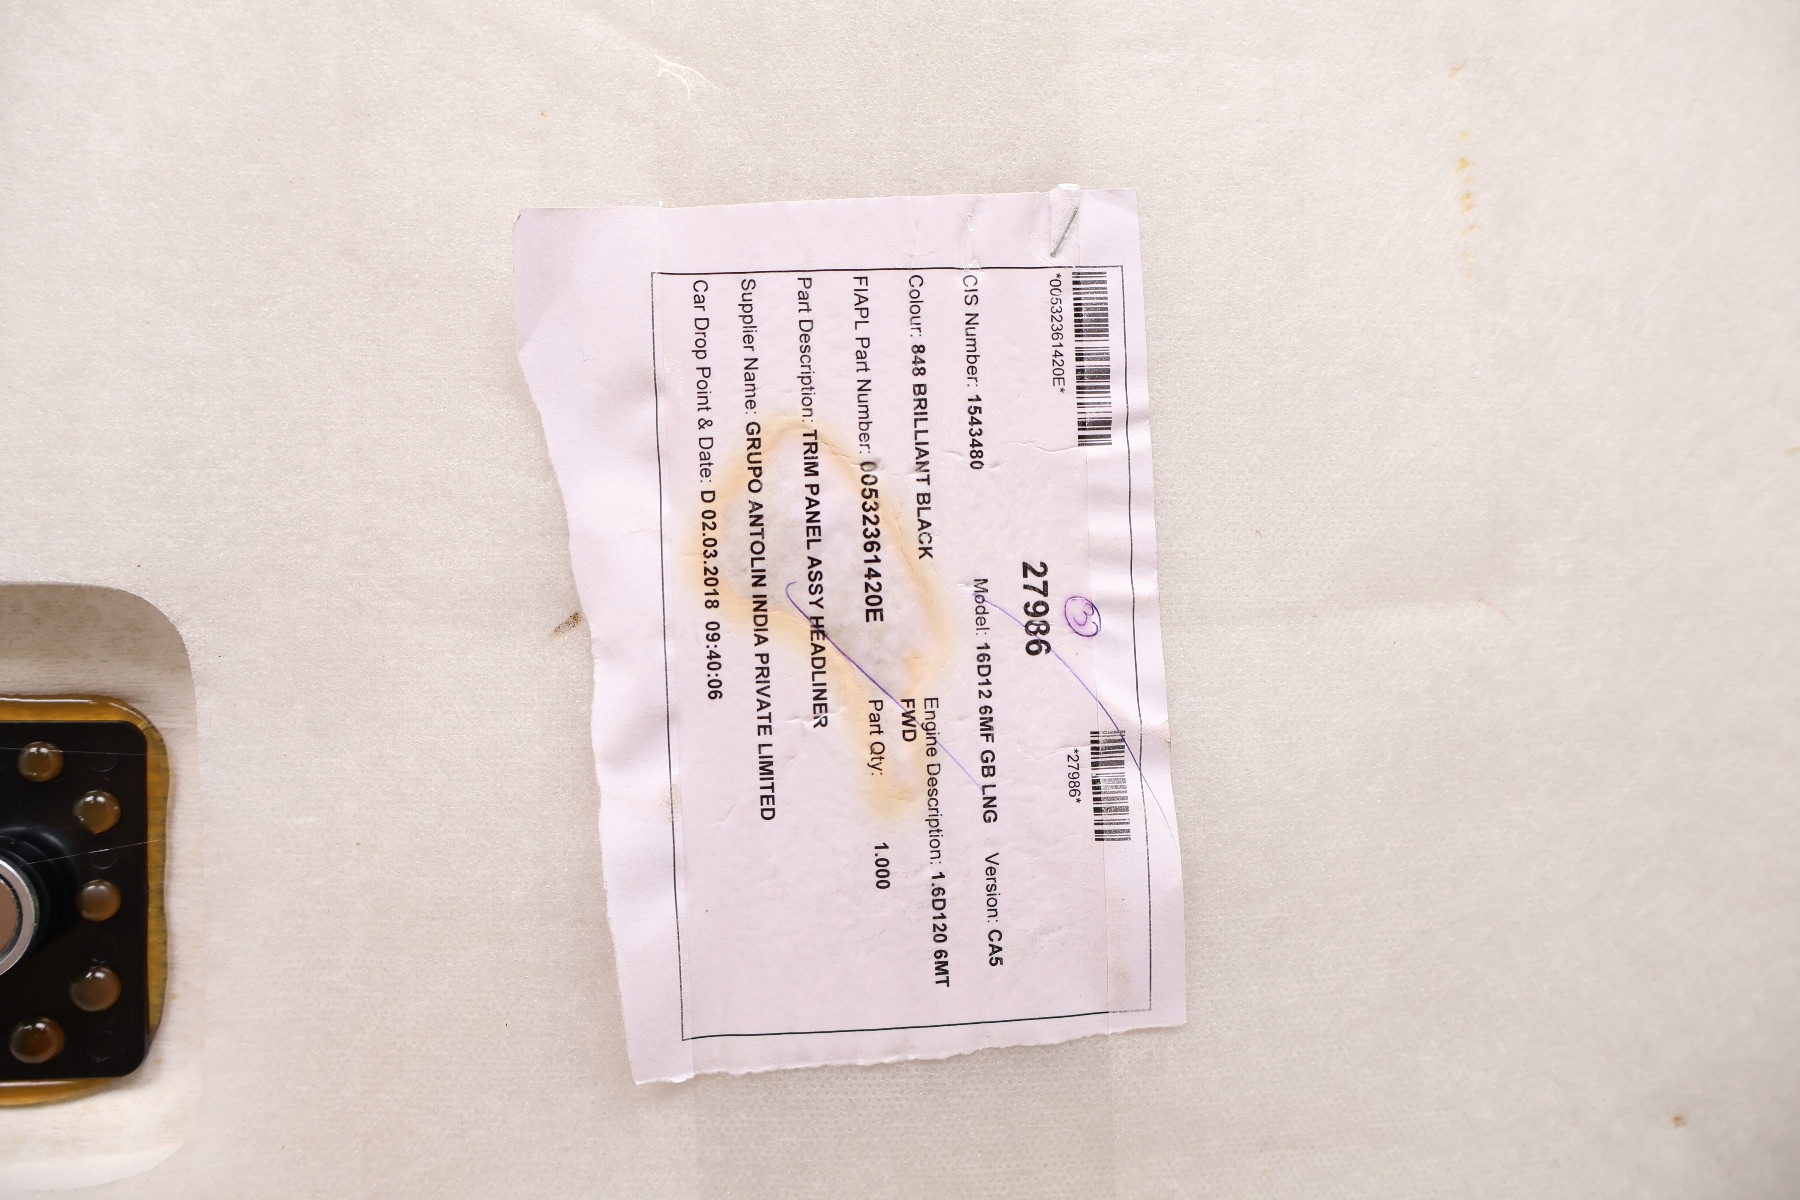 *00532361420E*
*27986*
3
27986
CIS Number: 1543480 Model: 16D12 6MF GB LNG Version: CA5
Colour: 848 BRILLIANT BLACK Engine Description: 1.6D120 6MT
FWD
FIAPL Part Number: 00532361420E Part Qty: 1.000
Part Description: TRIM PANEL ASSY HEADLINER
Supplier Name: GRUPO ANTOLIN INDIA PRIVATE LIMITED
Car Drop Point & Date: D 02.03.2018 09:40:06